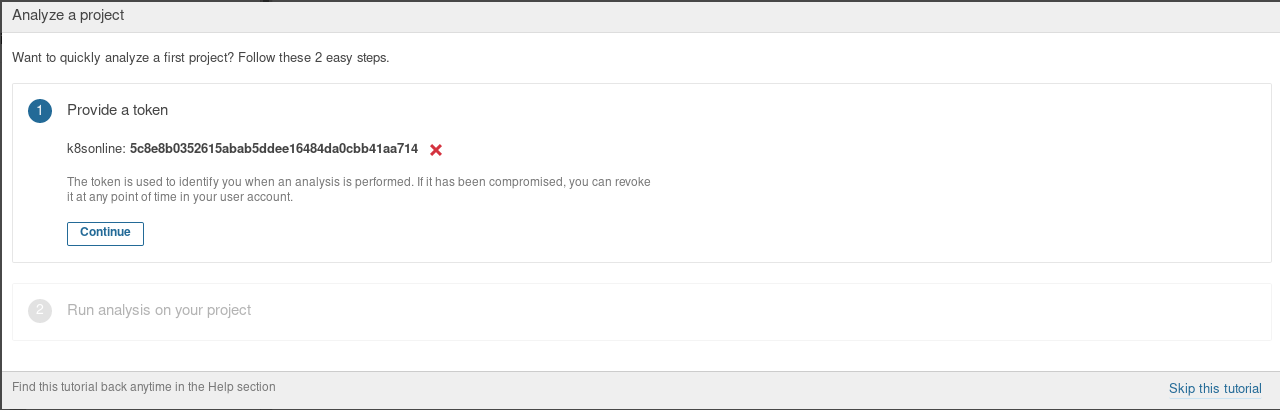 Analyze a project
Want to quickly analyze a first project? Follow these 2 easy steps.
1
Provide a token
k8sonline: 5c8e8b0352615abab5ddee16484da0cbb41aa714
The token is used to identify you when an analysis is performed. If it has been compromised, you can revoke
it at any point of time in your user account.
Continue
2
Run analysis on your project
Find this tutorial back anytime in the Help section
Skip this tutorial